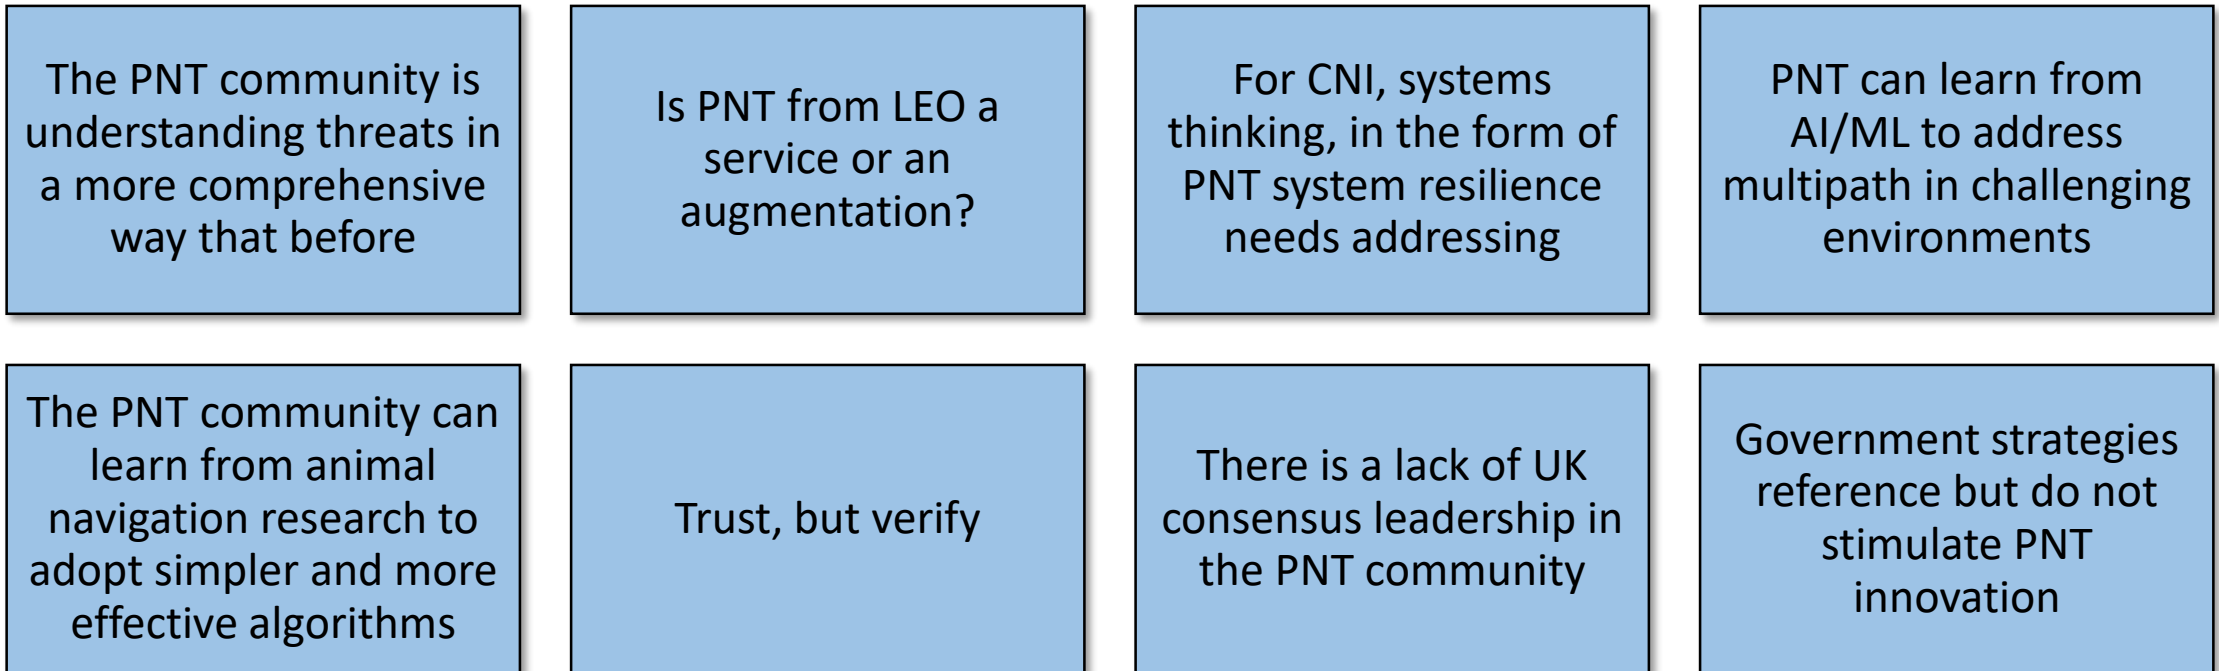 The PNT community is
understanding threats in
a more comprehensive
way that before
Is PNT from LEO a
service or an
augmentation?
For CNI, systems
thinking, in the form of
PNT system resilience
needs addressing
PNT can learn from
AI/ML to address
multipath in challenging
environments
The PNT community can
learn from animal
navigation research to
adopt simpler and more
effective algorithms
Trust, but verify
There is a lack of UK
consensus leadership in
the PNT community
Government strategies
reference but do not
stimulate PNT
innovation